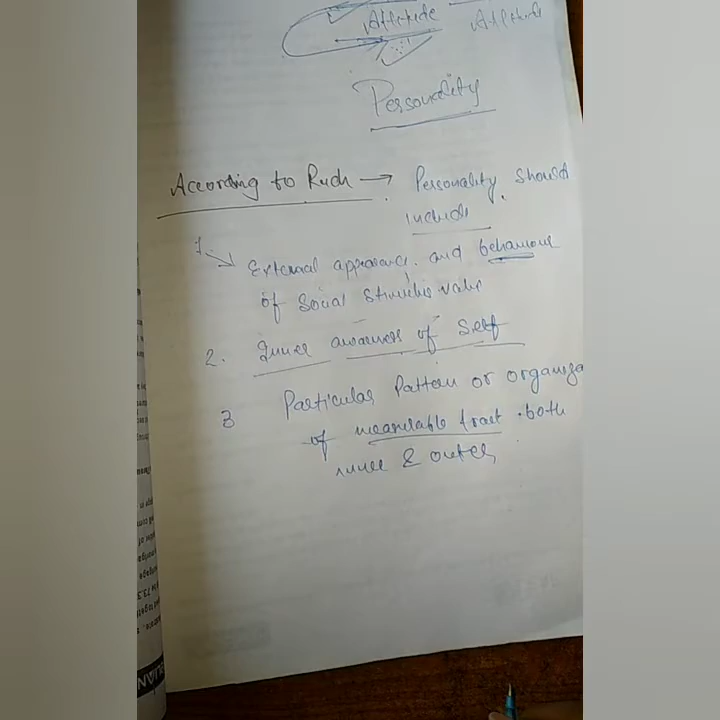 Attitude Attitude
Personality
According to Ruch → Personality should
include
1. External appearance and behaviour
of social stimulus value
2. Inner awareness of Self
3 Particular Pattern or organiza
of measurable trait both
inner & outer